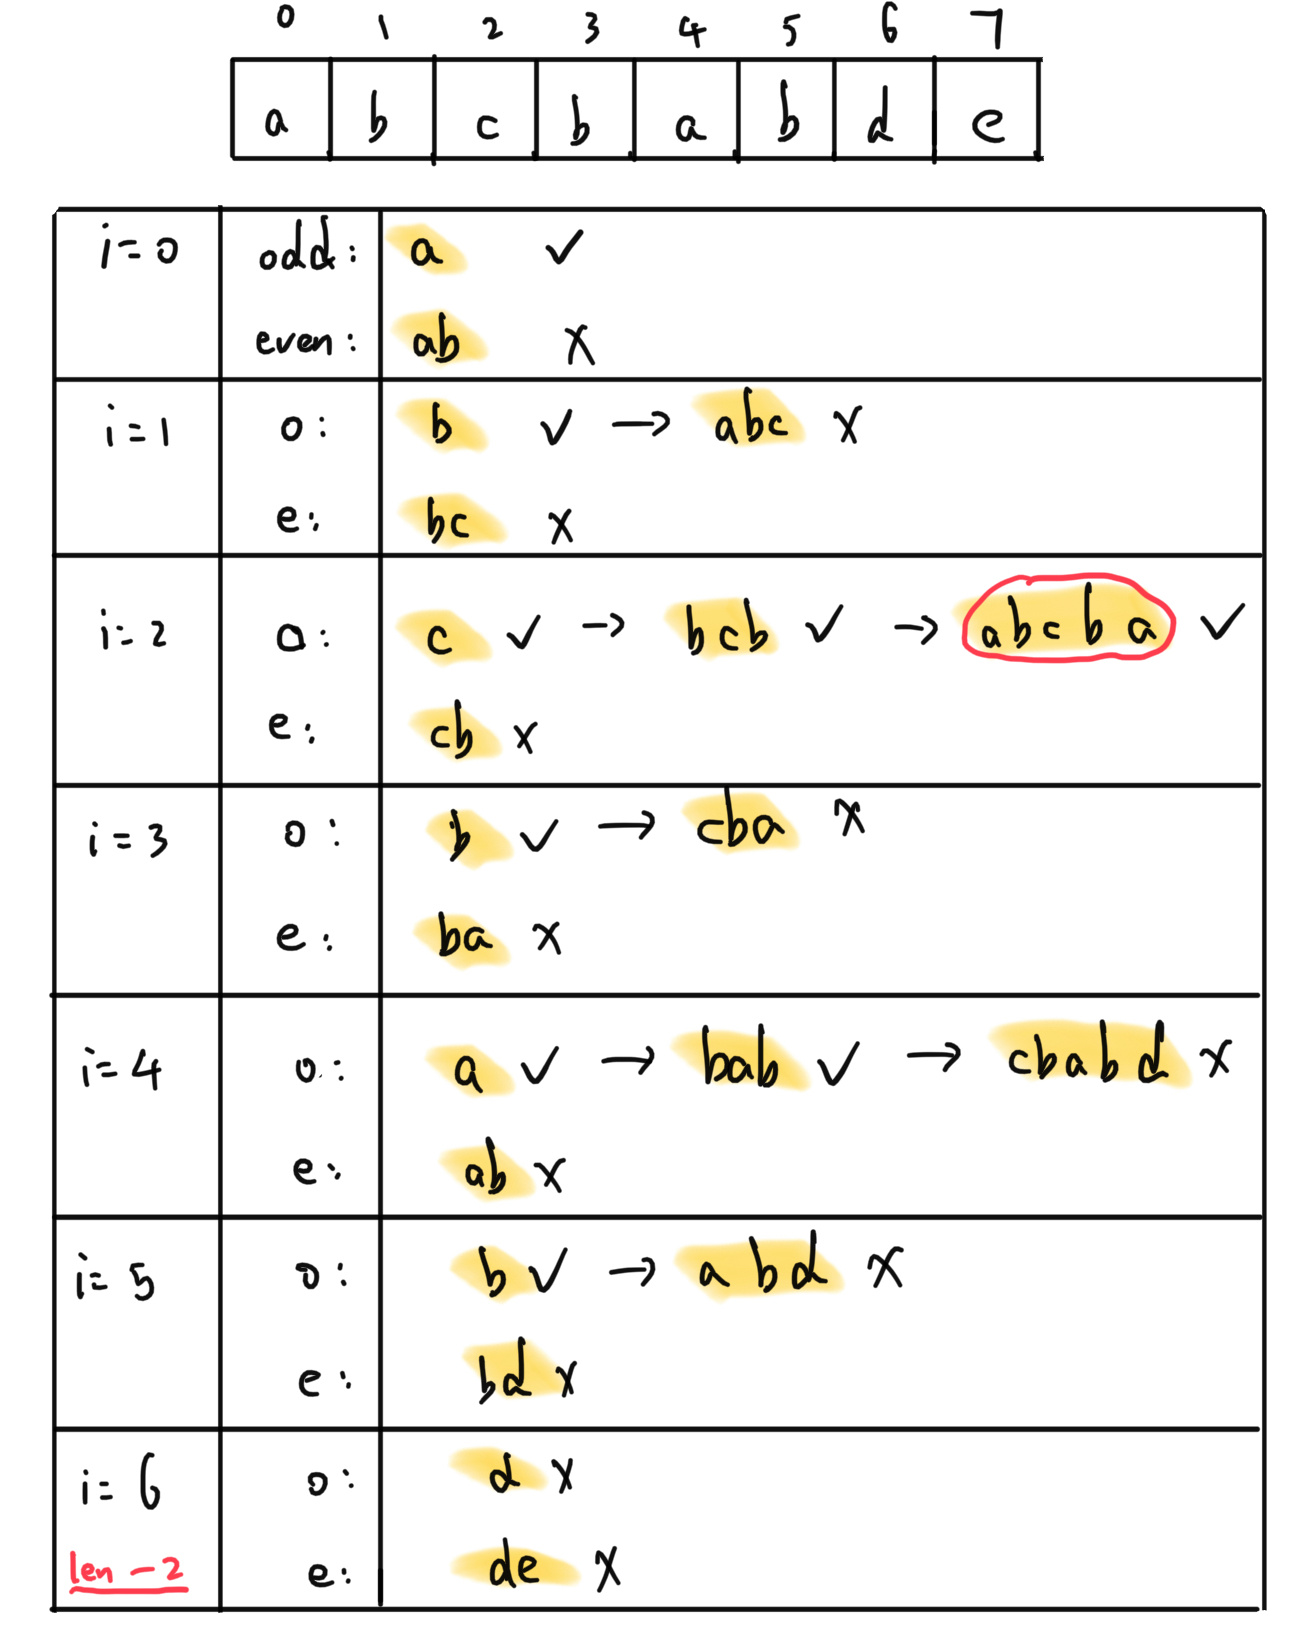 0 1 2 3 4 5 6 7
a b c b a b d e
i=0 odd: a ✓
even: ab x
i=1 o: b ✓ → abc x
e: bc x
i=2 o: c ✓ → bcb ✓ → abcba ✓
e: cb x
i=3 o: b ✓ → cba x
e: ba x
i=4 o: a ✓ → bab ✓ → cbabd x
e: ab x
i=5 o: b ✓ → abd x
e: bd x
i=6 o: d x
len-2 e: de x